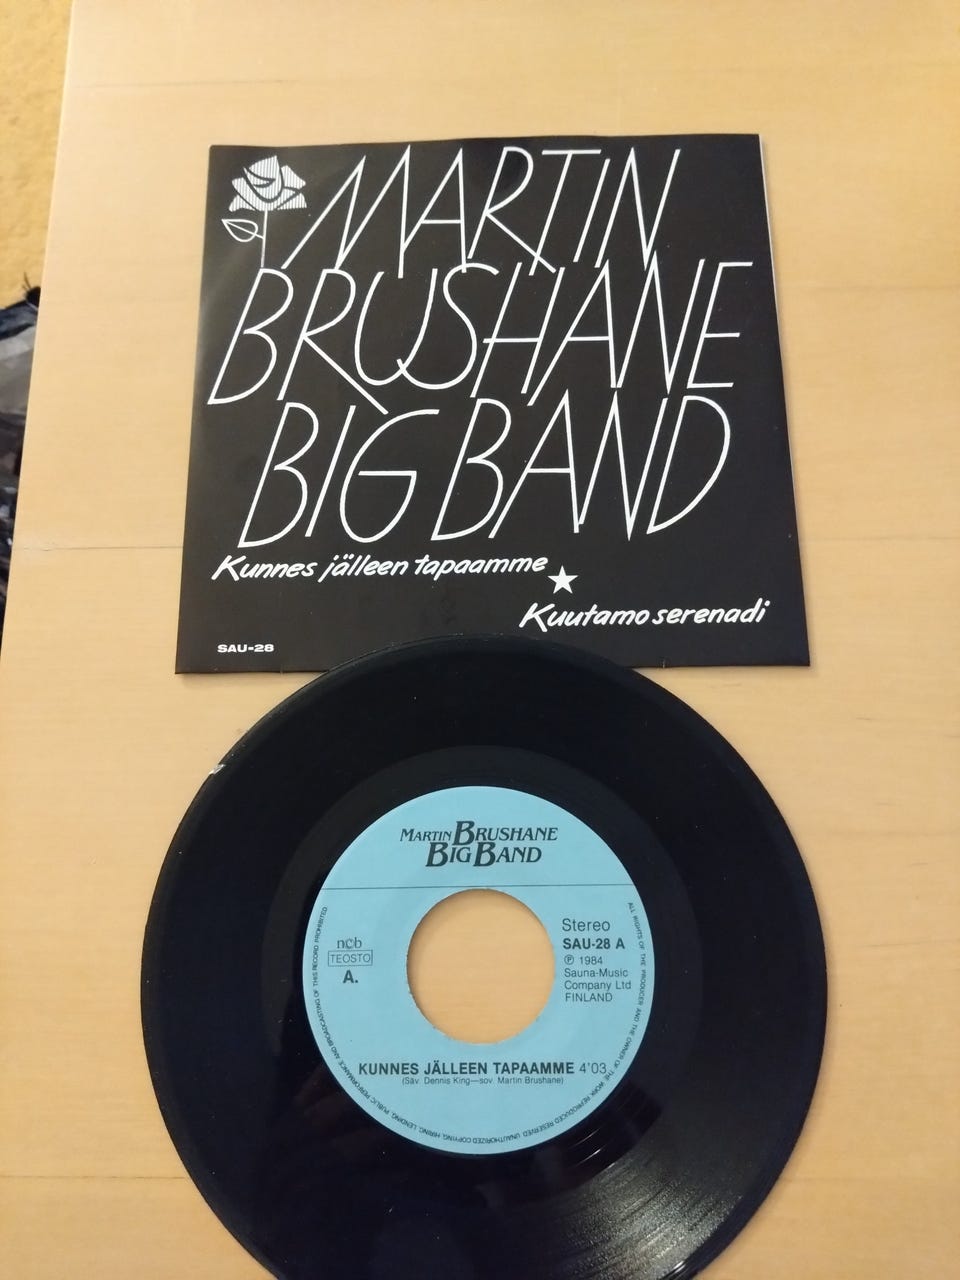 MARTIN
BRUSHANE
BIG BAND
Kunnes jälleen tapaamme
Kuutamo serenadi
SAU-28
MARTIN BRUSHANE
BIG BAND
ncb
TEOSTO
A.
Stereo
SAU-28 A
℗ 1984
Sauna-Music
Company Ltd
FINLAND
KUNNES JÄLLEEN TAPAAMME 4'03
(Säv. Dennis King—sov. Martin Brushane)
ALL RIGHTS OF THE PRODUCER AND THE OWNER OF THE WORK REPRODUCED RESERVED UNAUTHORIZED COPYING, HIRING, LENDING, PUBLIC PERFORMANCE AND BROADCASTING OF THIS RECORD PROHIBITED